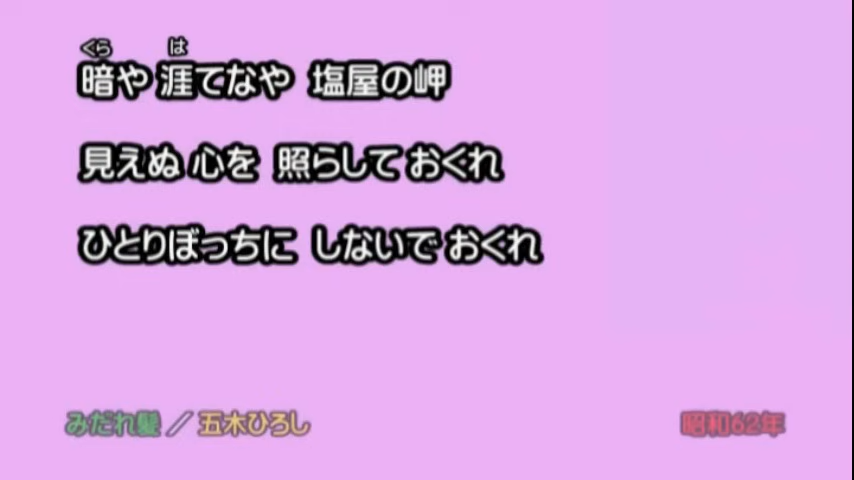 くら は
暗や 涯てなや 塩屋の岬
見えぬ 心を 照らして おくれ
ひとりぼっちに しないで おくれ
みだれ髪 ／ 五木ひろし 昭和62年